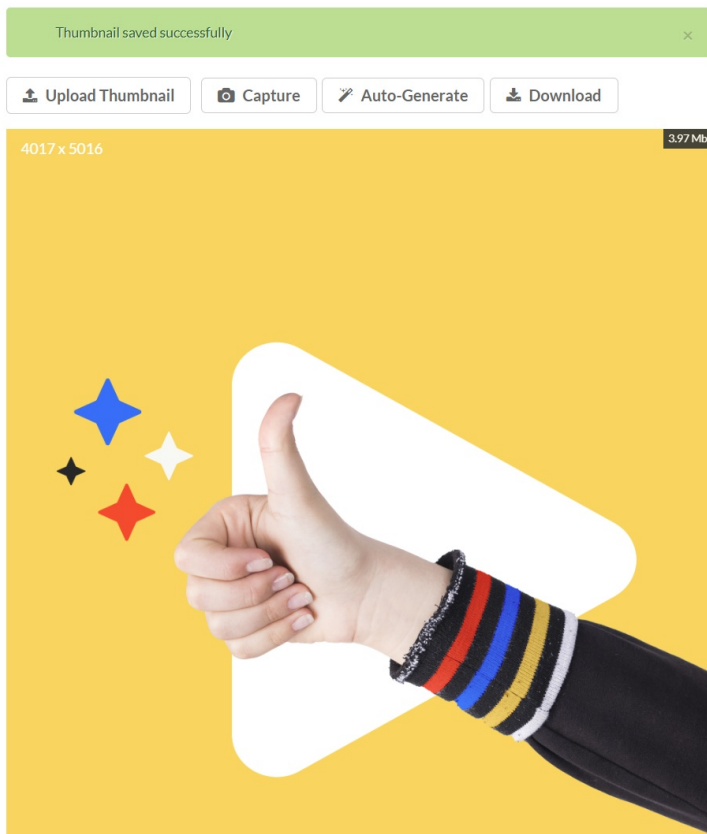 Thumbnail saved successfully
×
Upload Thumbnail Capture Auto-Generate Download
4017 x 5016 3.97 Mb